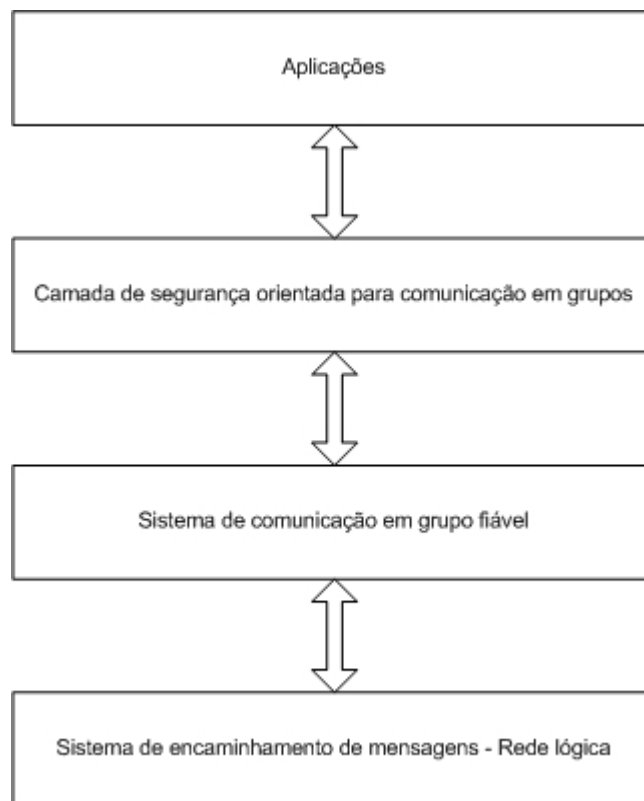 Aplicações
Camada de segurança orientada para comunicação em grupos
Sistema de comunicação em grupo fiável
Sistema de encaminhamento de mensagens - Rede lógica